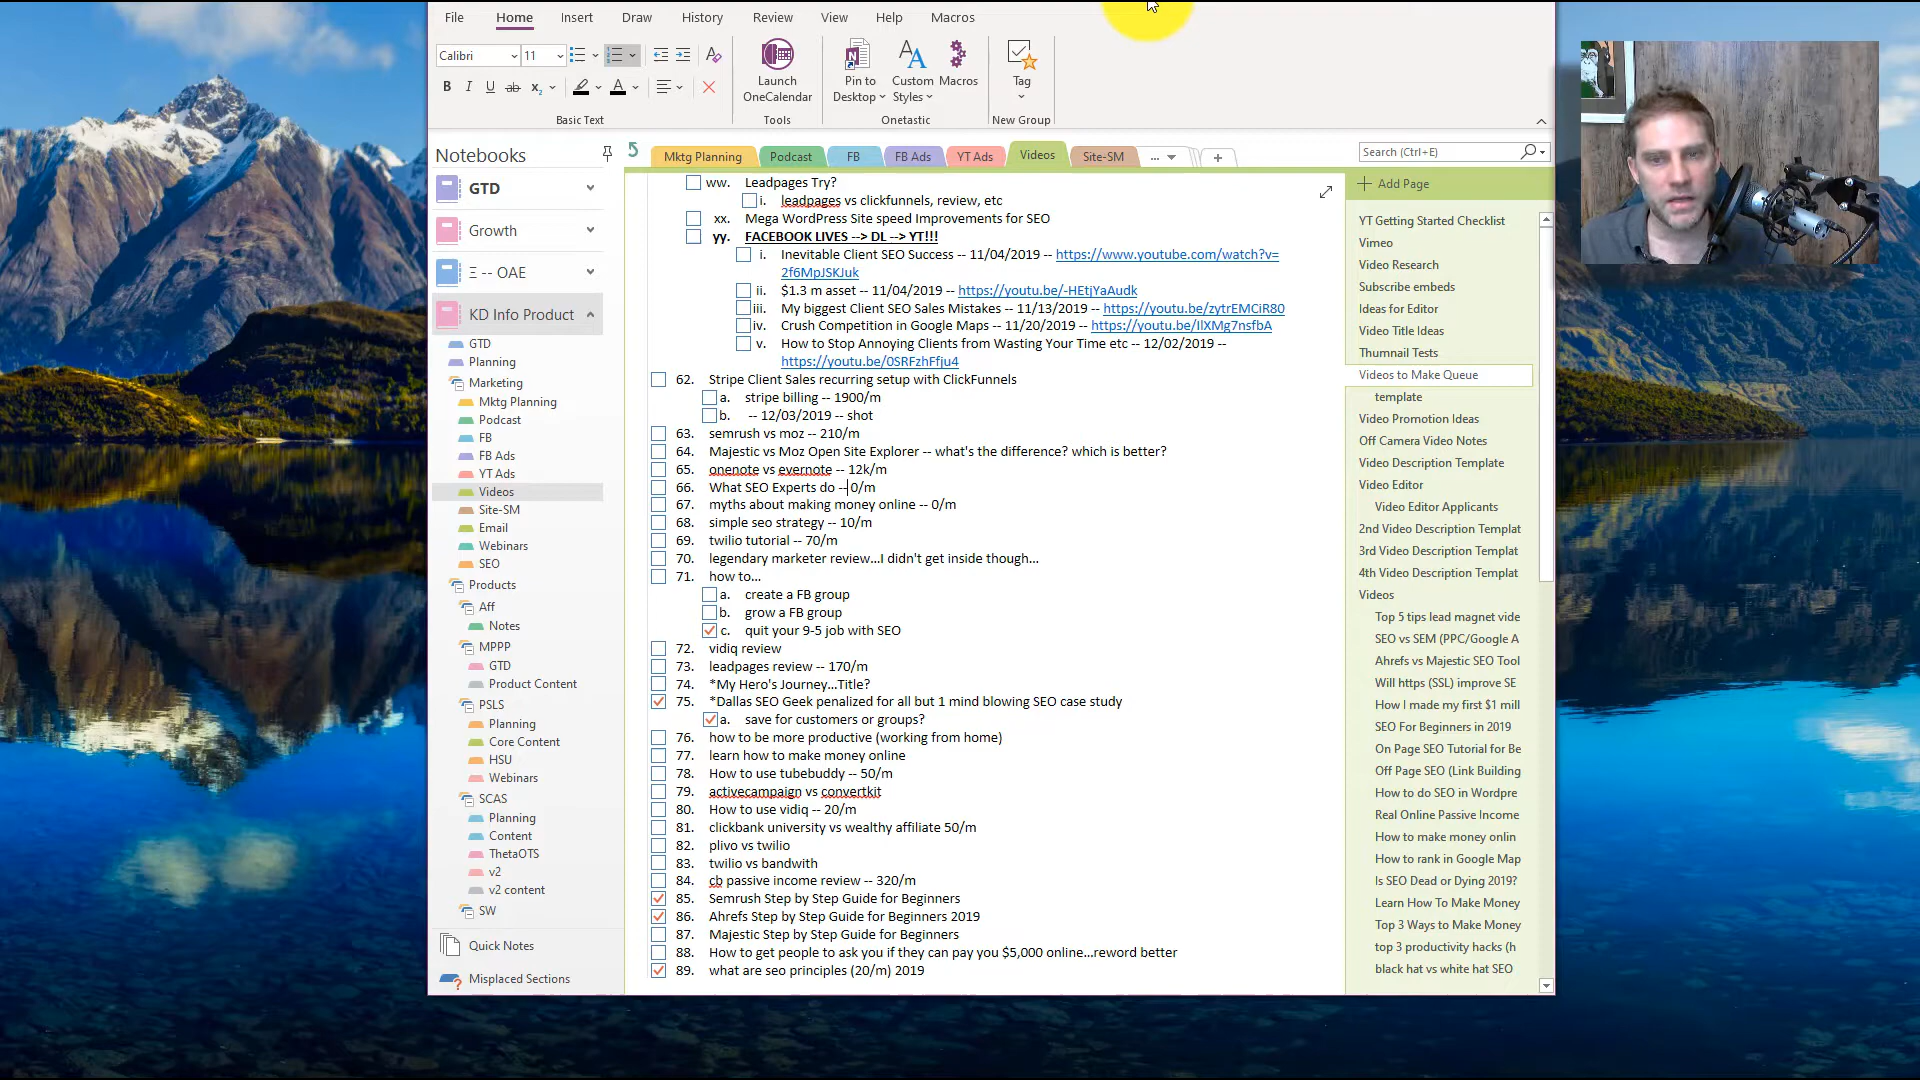 File Home Insert Draw History Review View Help Macros
Calibri 11
Launch OneCalendar
Pin to Desktop
Custom Styles
Macros
Tag
B I U ab x₂ A
Basic Text Tools Onetastic New Group
Notebooks
Mktg Planning Podcast FB FB Ads YT Ads Videos Site-SM ... +
Search (Ctrl+E)
GTD
Growth
Ξ -- OAE
KD Info Product
GTD
Planning
Marketing
Mktg Planning
Podcast
FB
FB Ads
YT Ads
Videos
Site-SM
Email
Webinars
SEO
Products
Aff
Notes
MPPP
GTD
Product Content
PSLS
Planning
Core Content
HSU
Webinars
SCAS
Planning
Content
ThetaOTS
v2
v2 content
SW
Quick Notes
Misplaced Sections
ww. Leadpages Try?
i. leadpages vs clickfunnels, review, etc
xx. Mega WordPress Site speed Improvements for SEO
yy. FACEBOOK LIVES --> DL --> YT!!!
i. Inevitable Client SEO Success -- 11/04/2019 -- https://www.youtube.com/watch?v=
2f6MpJSKJuk
ii. $1.3 m asset -- 11/04/2019 -- https://youtu.be/-HEtjYaAudk
iii. My biggest Client SEO Sales Mistakes -- 11/13/2019 -- https://youtu.be/zytrEMCiR80
iv. Crush Competition in Google Maps -- 11/20/2019 -- https://youtu.be/IlXMg7nsfbA
v. How to Stop Annoying Clients from Wasting Your Time etc -- 12/02/2019 --
https://youtu.be/0SRFzhFfju4
62. Stripe Client Sales recurring setup with ClickFunnels
a. stripe billing -- 1900/m
b. -- 12/03/2019 -- shot
63. semrush vs moz -- 210/m
64. Majestic vs Moz Open Site Explorer -- what's the difference? which is better?
65. onenote vs evernote -- 12k/m
66. What SEO Experts do -- 0/m
67. myths about making money online -- 0/m
68. simple seo strategy -- 10/m
69. twilio tutorial -- 70/m
70. legendary marketer review...I didn't get inside though...
71. how to...
a. create a FB group
b. grow a FB group
c. quit your 9-5 job with SEO
72. vidiq review
73. leadpages review -- 170/m
74. *My Hero's Journey...Title?
75. *Dallas SEO Geek penalized for all but 1 mind blowing SEO case study
a. save for customers or groups?
76. how to be more productive (working from home)
77. learn how to make money online
78. How to use tubebuddy -- 50/m
79. activecampaign vs convertkit
80. How to use vidiq -- 20/m
81. clickbank university vs wealthy affiliate 50/m
82. plivo vs twilio
83. twilio vs bandwith
84. cb passive income review -- 320/m
85. Semrush Step by Step Guide for Beginners
86. Ahrefs Step by Step Guide for Beginners 2019
87. Majestic Step by Step Guide for Beginners
88. How to get people to ask you if they can pay you $5,000 online...reword better
89. what are seo principles (20/m) 2019
Add Page
YT Getting Started Checklist
Vimeo
Video Research
Subscribe embeds
Ideas for Editor
Video Title Ideas
Thumnail Tests
Videos to Make Queue
template
Video Promotion Ideas
Off Camera Video Notes
Video Description Template
Video Editor
Video Editor Applicants
2nd Video Description Templat
3rd Video Description Templat
4th Video Description Templat
Videos
Top 5 tips lead magnet vide
SEO vs SEM (PPC/Google A
Ahrefs vs Majestic SEO Tool
Will https (SSL) improve SE
How I made my first $1 mill
SEO For Beginners in 2019
On Page SEO Tutorial for Be
Off Page SEO (Link Building
How to do SEO in Wordpre
Real Online Passive Income
How to make money onlin
How to rank in Google Map
Is SEO Dead or Dying 2019?
Learn How To Make Money
Top 3 Ways to Make Money
top 3 productivity hacks (h
black hat vs white hat SEO